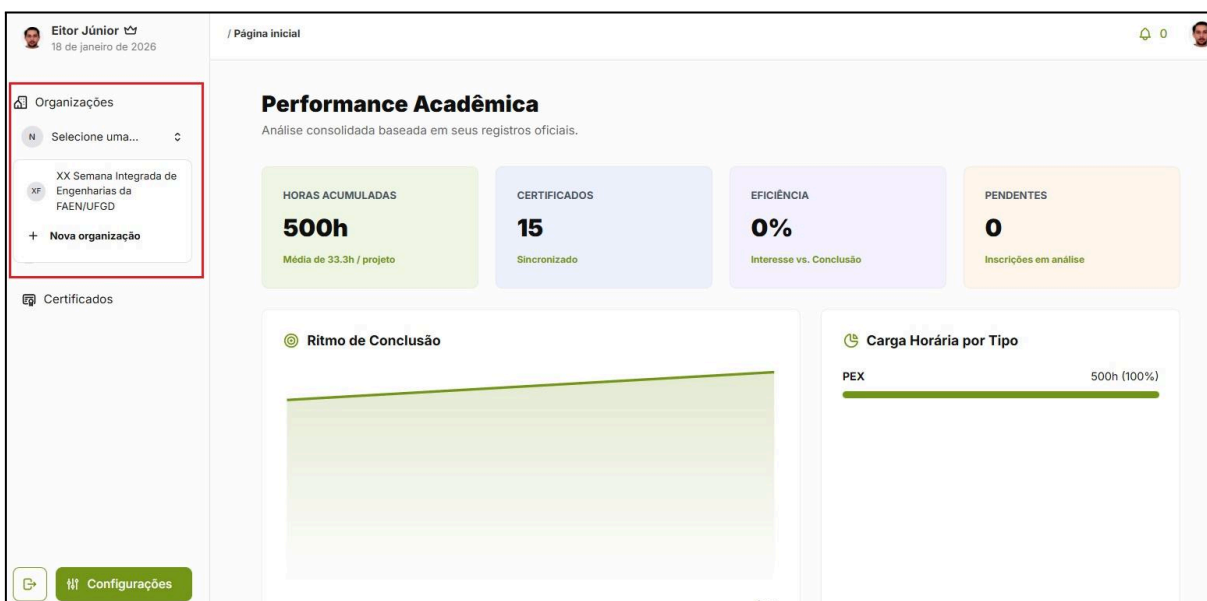 Eitor Júnior
18 de janeiro de 2026
/ Página inicial
0
Organizações
N Selecione uma...
XF
XX Semana Integrada de
Engenharias da
FAEN/UFGD
+ Nova organização
Certificados
Configurações
Performance Acadêmica
Análise consolidada baseada em seus registros oficiais.
HORAS ACUMULADAS
500h
Média de 33.3h / projeto
CERTIFICADOS
15
Sincronizado
EFICIÊNCIA
0%
Interesse vs. Conclusão
PENDENTES
0
Inscrições em análise
Ritmo de Conclusão
Carga Horária por Tipo
PEX 500h (100%)